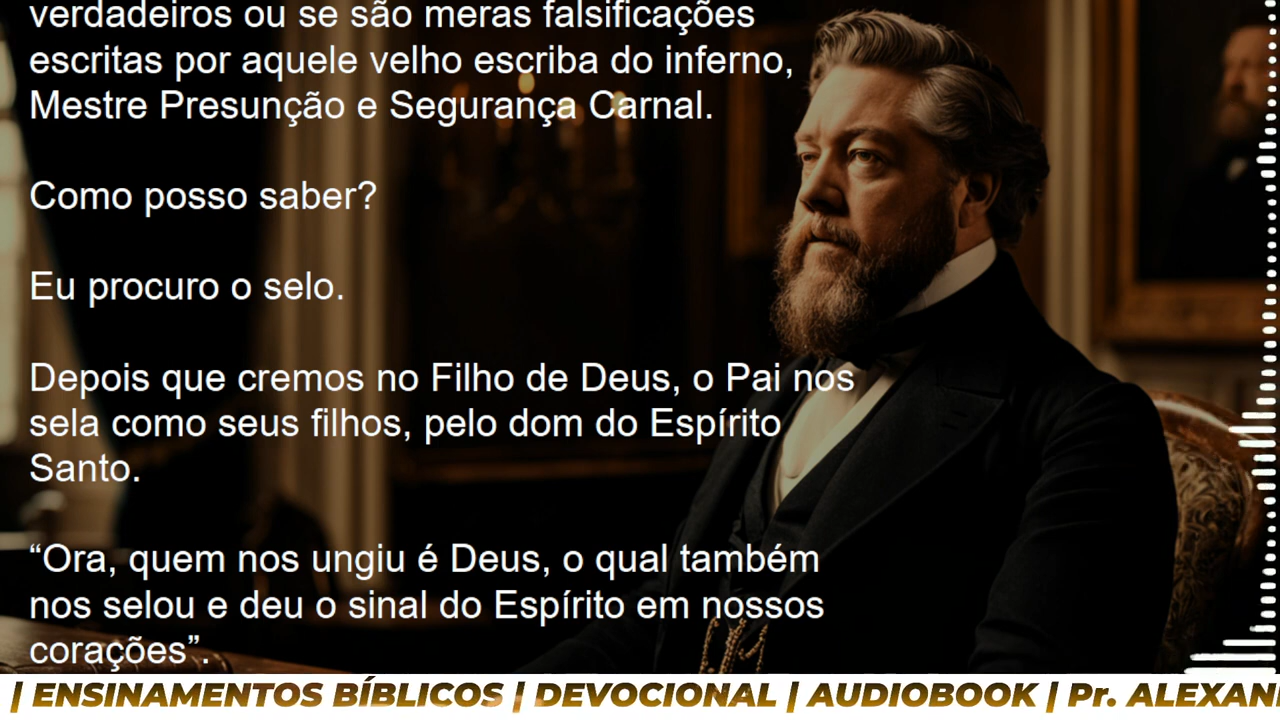 verdadeiros ou se são meras falsificações
escritas por aquele velho escriba do inferno,
Mestre Presunção e Segurança Carnal.
Como posso saber?
Eu procuro o selo.
Depois que cremos no Filho de Deus, o Pai nos
sela como seus filhos, pelo dom do Espírito
Santo.
“Ora, quem nos ungiu é Deus, o qual também
nos selou e deu o sinal do Espírito em nossos
corações”.
| ENSINAMENTOS BÍBLICOS | DEVOCIONAL | AUDIOBOOK | Pr. ALEXAN